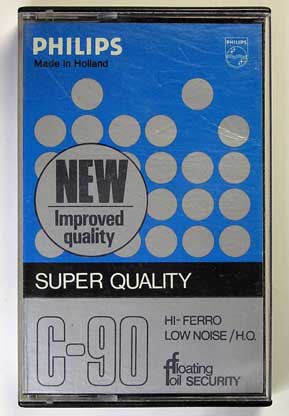 PHILIPS
Made in Holland
PHILIPS
NEW
Improved
quality
SUPER QUALITY
C-90
HI-FERRO
LOW NOISE/H.Q.
floating
foil SECURITY